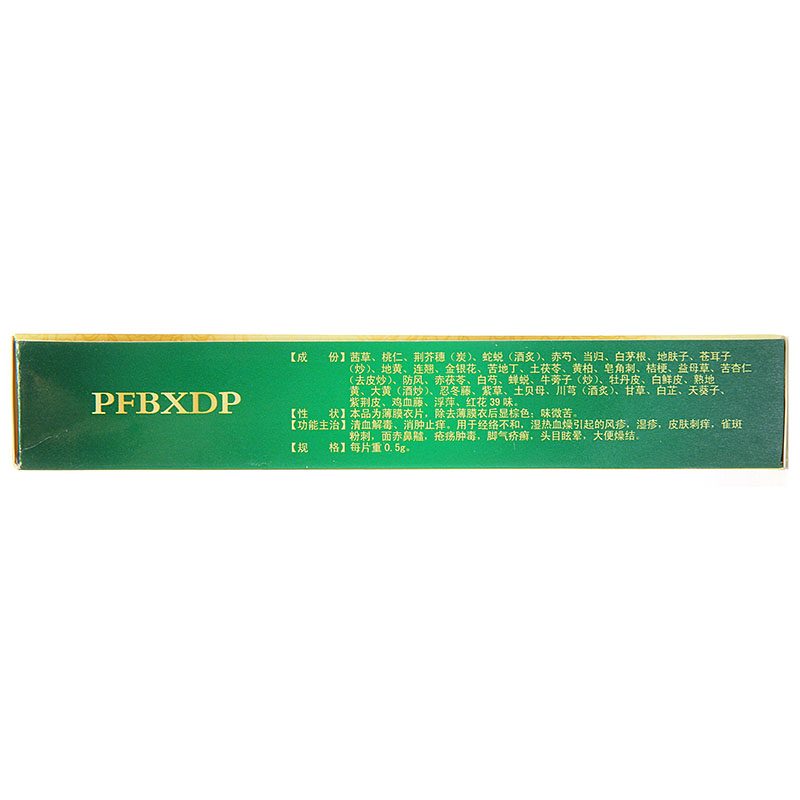 PFBXDP
【成　份】茜草、桃仁、荆芥穗（炭）、蛇蜕（酒炙）、赤芍、当归、白茅根、地肤子、苍耳子
（炒）、地黄、连翘、金银花、苦地丁、土茯苓、黄柏、皂角刺、桔梗、益母草、苦杏仁
（去皮炒）、防风、赤茯苓、白芍、蝉蜕、牛蒡子（炒）、牡丹皮、白鲜皮、熟地
黄、大黄（酒炒）、忍冬藤、紫草、土贝母、川芎（酒炙）、甘草、白芷、天葵子、
紫荆皮、鸡血藤、浮萍、红花39味。
【性　状】本品为薄膜衣片，除去薄膜衣后显棕色；味微苦。
【功能主治】清血解毒、消肿止痒。用于经络不和，湿热血燥引起的风疹，湿疹，皮肤刺痒，雀斑
粉刺，面赤鼻齄，疮疡肿毒，脚气疥癣，头目眩晕，大便燥结。
【规　格】每片重0.5g。